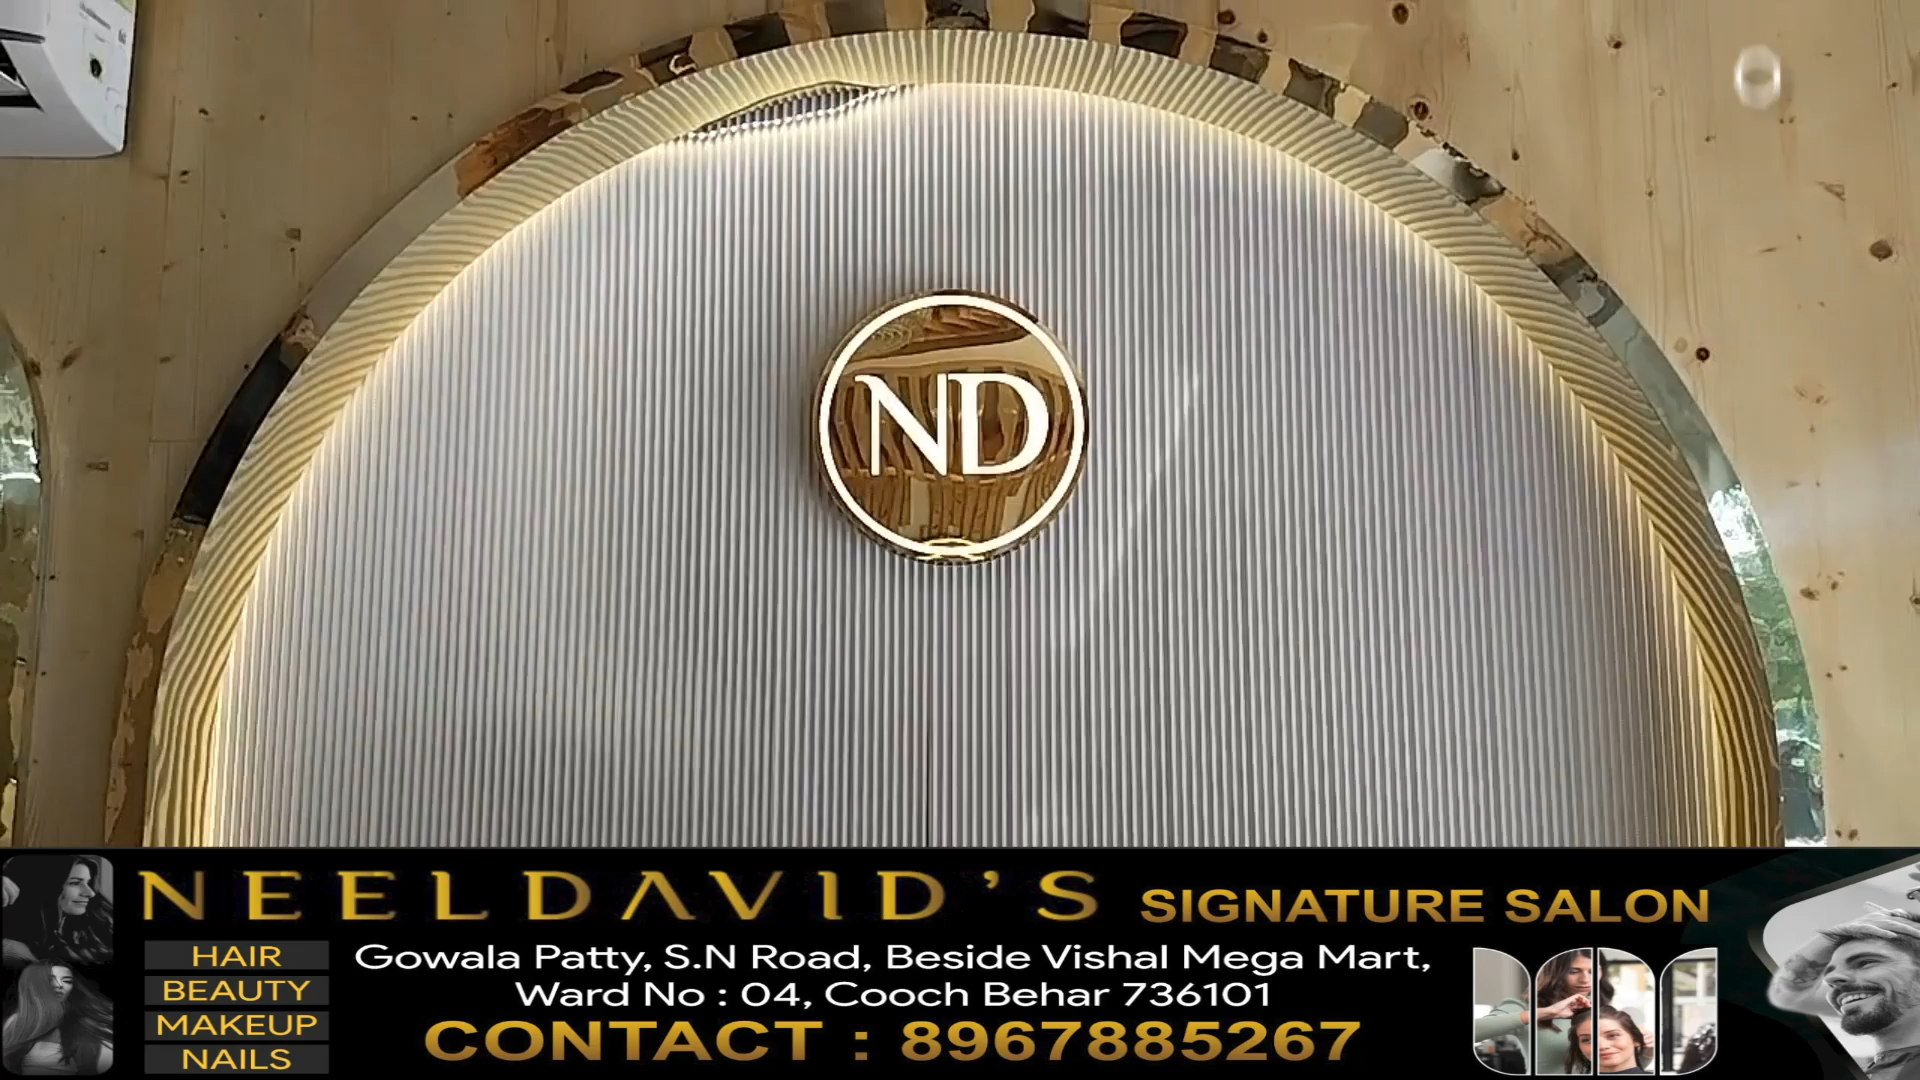 ND
NEELDAVID'S SIGNATURE SALON
HAIR
BEAUTY
MAKEUP
NAILS
Gowala Patty, S.N Road, Beside Vishal Mega Mart,
Ward No : 04, Cooch Behar 736101
CONTACT : 8967885267